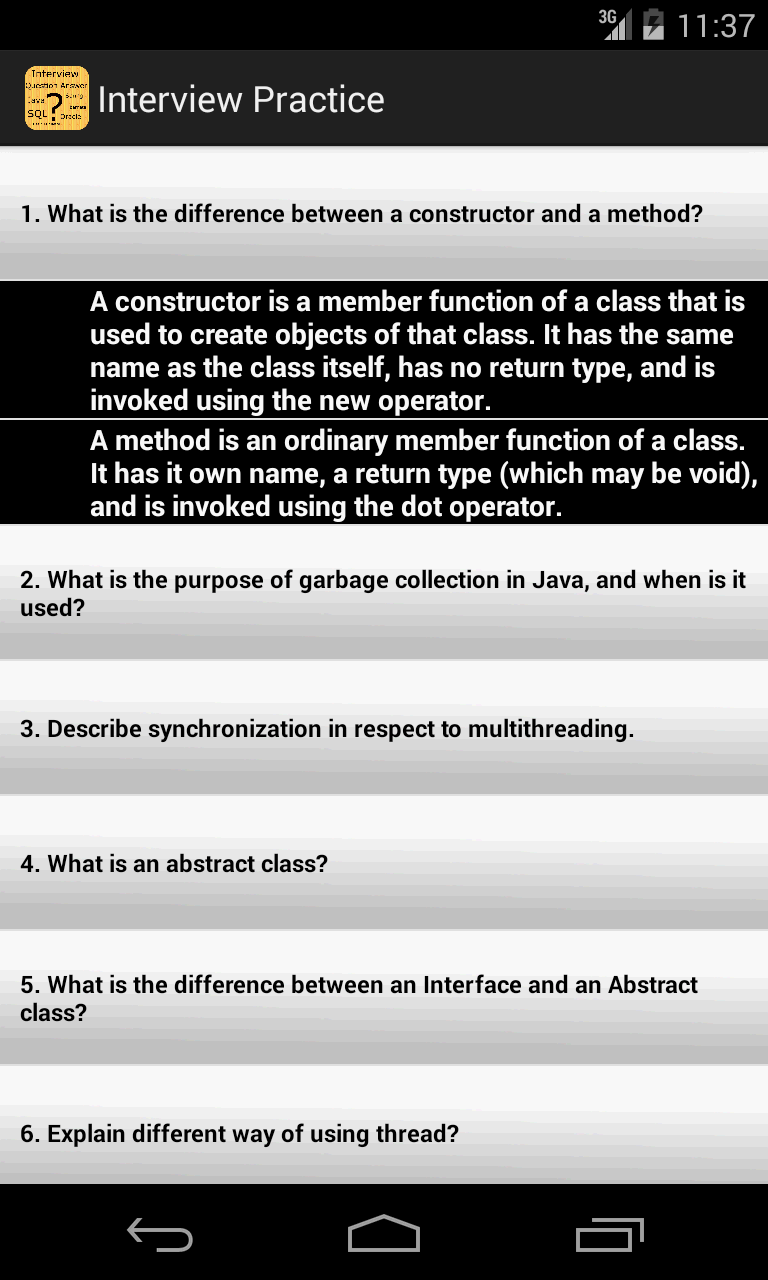 3G 11:37
Interview
Question Answer
Java ?
SQL Oracle
Interview Practice
1. What is the difference between a constructor and a method?
A constructor is a member function of a class that is
used to create objects of that class. It has the same
name as the class itself, has no return type, and is
invoked using the new operator.
A method is an ordinary member function of a class.
It has it own name, a return type (which may be void),
and is invoked using the dot operator.
2. What is the purpose of garbage collection in Java, and when is it
used?
3. Describe synchronization in respect to multithreading.
4. What is an abstract class?
5. What is the difference between an Interface and an Abstract
class?
6. Explain different way of using thread?